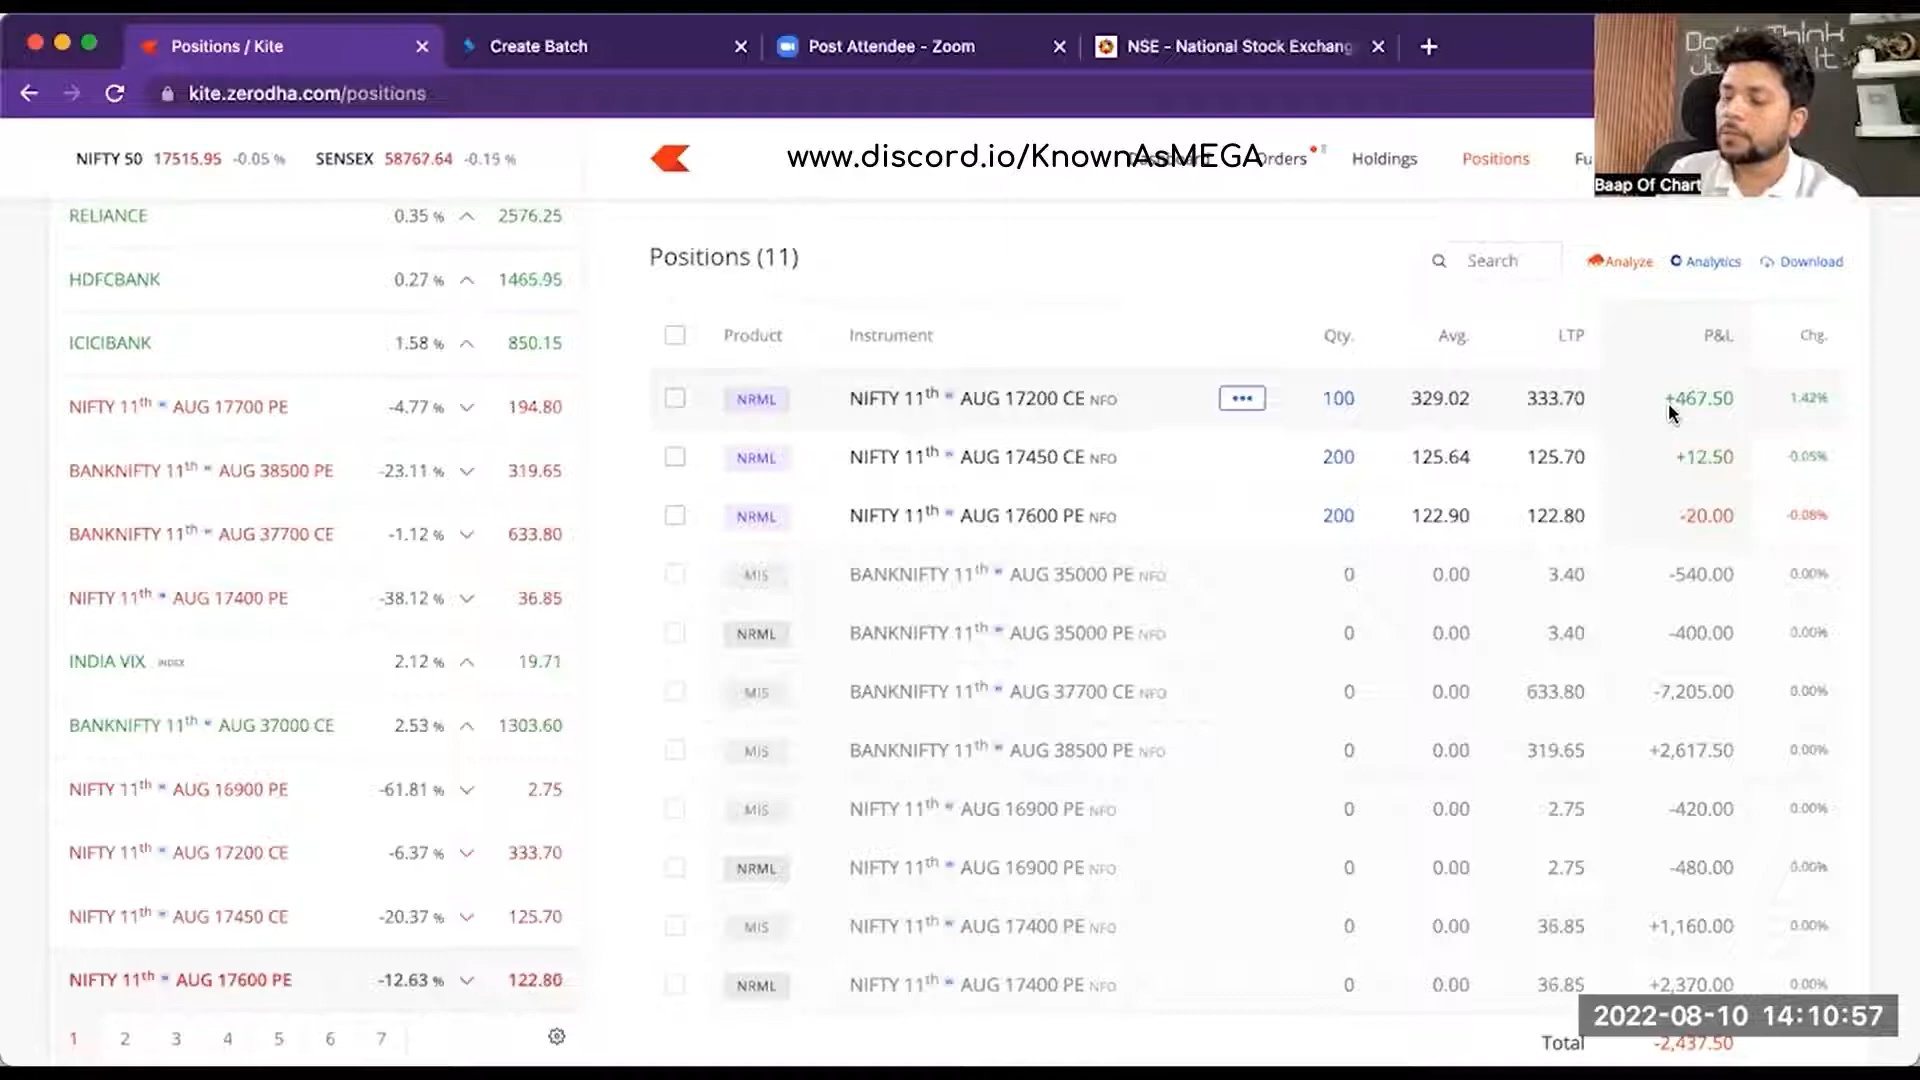 Positions / Kite
Create Batch
Post Attendee - Zoom
NSE - National Stock Exchang
kite.zerodha.com/positions
Baap Of Chart
NIFTY 50 17515.95 -0.05 % SENSEX 58767.64 -0.15 %
www.discord.io/KnownAsMEGA
Dashboard Orders Holdings Positions Fu
RELIANCE 0.35 % 2576.25
HDFCBANK 0.27 % 1465.95
ICICIBANK 1.58 % 850.15
NIFTY 11th w AUG 17700 PE -4.77 % 194.80
BANKNIFTY 11th w AUG 38500 PE -23.11 % 319.65
BANKNIFTY 11th w AUG 37700 CE -1.12 % 633.80
NIFTY 11th w AUG 17400 PE -38.12 % 36.85
INDIA VIX INDEX 2.12 % 19.71
BANKNIFTY 11th w AUG 37000 CE 2.53 % 1303.60
NIFTY 11th w AUG 16900 PE -61.81 % 2.75
NIFTY 11th w AUG 17200 CE -6.37 % 333.70
NIFTY 11th w AUG 17450 CE -20.37 % 125.70
NIFTY 11th w AUG 17600 PE -12.63 % 122.80
1 2 3 4 5 6 7
Positions (11)
Search Analyze Analytics Download
Product Instrument Qty. Avg. LTP P&L Chg.
NRML NIFTY 11th w AUG 17200 CE NFO 100 329.02 333.70 +467.50 1.42%
NRML NIFTY 11th w AUG 17450 CE NFO 200 125.64 125.70 +12.50 -0.05%
NRML NIFTY 11th w AUG 17600 PE NFO 200 122.90 122.80 -20.00 -0.08%
MIS BANKNIFTY 11th w AUG 35000 PE NFO 0 0.00 3.40 -540.00 0.00%
NRML BANKNIFTY 11th w AUG 35000 PE NFO 0 0.00 3.40 -400.00 0.00%
MIS BANKNIFTY 11th w AUG 37700 CE NFO 0 0.00 633.80 -7,205.00 0.00%
MIS BANKNIFTY 11th w AUG 38500 PE NFO 0 0.00 319.65 +2,617.50 0.00%
MIS NIFTY 11th w AUG 16900 PE NFO 0 0.00 2.75 -420.00 0.00%
NRML NIFTY 11th w AUG 16900 PE NFO 0 0.00 2.75 -480.00 0.00%
MIS NIFTY 11th w AUG 17400 PE NFO 0 0.00 36.85 +1,160.00 0.00%
NRML NIFTY 11th w AUG 17400 PE NFO 0 0.00 36.85 +2,370.00 0.00%
2022-08-10 14:10:57
Total -2,437.50